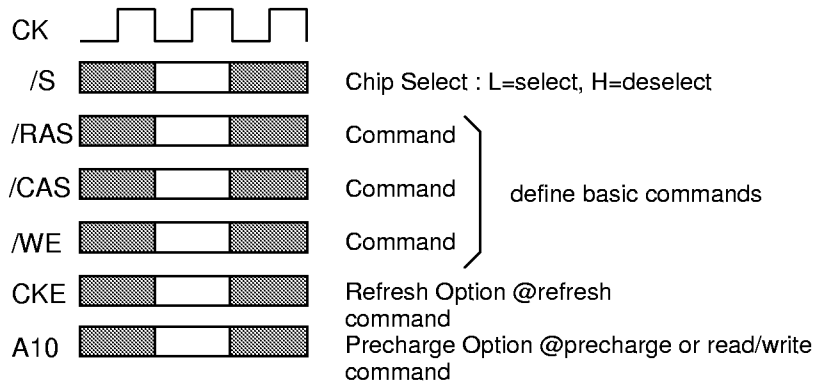 CK
/S Chip Select : L=select, H=deselect
/RAS Command
/CAS Command define basic commands
/WE Command
CKE Refresh Option @refresh
command
A10 Precharge Option @precharge or read/write
command